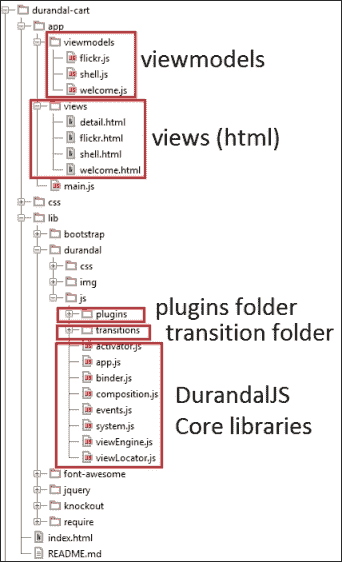 durandal-cart
app
viewmodels
flickr.js
shell.js
welcome.js
viewmodels
views
detail.html
flickr.html
shell.html
welcome.html
views (html)
main.js
css
lib
bootstrap
durandal
css
img
js
plugins
plugins folder
transitions
transition folder
activator.js
app.js
binder.js
composition.js
events.js
system.js
viewEngine.js
viewLocator.js
DurandalJS
Core libraries
font-awesome
jquery
knockout
require
index.html
README.md